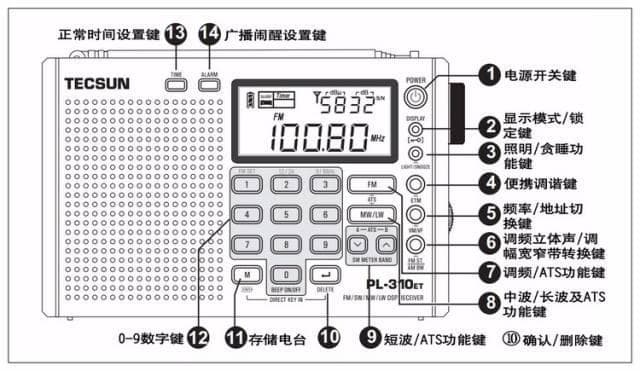 正常时间设置键 13
14 广播闹醒设置键
TIME
ALARM
TECSUN
POWER
1 电源开关键
DISPLAY
2 显示模式/锁定键
LIGHT/SNOOZE
3 照明/贪睡功能键
Timer
5832
FM
100.80 MHz
FM SET
12 / 24
9 / 10kHz
1
2
3
FM
ATS
ETM
4 便携调谐键
4
5
6
MW/LW
VM/VF
5 频率/地址切换键
7
8
9
A — ATS — B
SW METER BAND
FM ST.
AM BW
6 调频立体声/调幅宽窄带转换键
M
0
BEEP ON/OFF
DELETE
DIRECT KEY IN
PL-310ET
FM / SW / MW / LW DSP RECEIVER
7 调频/ATS功能键
8 中波/长波及ATS功能键
0-9数字键 12
11 存储电台
10
9 短波/ATS功能键
⑩ 确认/删除键